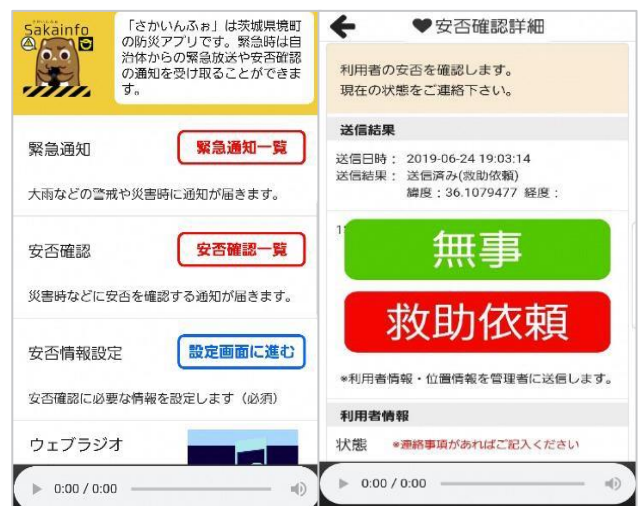 さかいんふぉ
Sakainfo
「さかいんふぉ」は茨城県境町
の防災アプリです。緊急時は自
治体からの緊急放送や安否確認
の通知を受け取ることができま
す。
緊急通知
緊急通知一覧
大雨などの警戒や災害時に通知が届きます。
安否確認
安否確認一覧
災害時などに安否を確認する通知が届きます。
安否情報設定
設定画面に進む
安否確認に必要な情報を設定します（必須）
ウェブラジオ
0:00 / 0:00
安否確認詳細
利用者の安否を確認します。
現在の状態をご連絡下さい。
送信結果
送信日時： 2019-06-24 19:03:14
送信結果： 送信済み(救助依頼)
緯度：36.1079477 経度：
無事
救助依頼
*利用者情報・位置情報を管理者に送信します。
利用者情報
状態 *連絡事項があればご記入ください
0:00 / 0:00